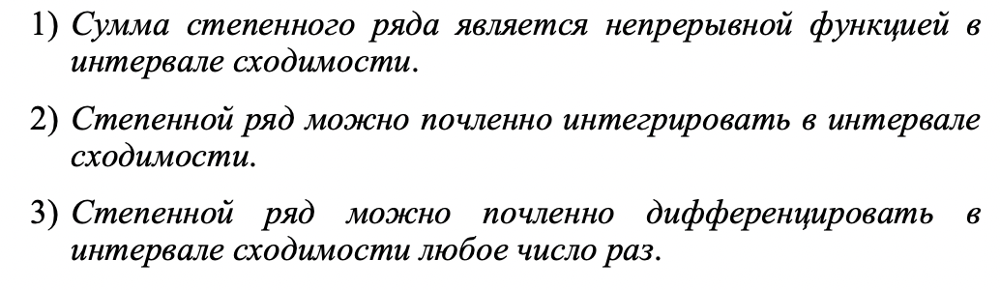 1) Сумма степенного ряда является непрерывной функцией в
интервале сходимости.
2) Степенной ряд можно почленно интегрировать в интервале
сходимости.
3) Степенной ряд можно почленно дифференцировать в
интервале сходимости любое число раз.